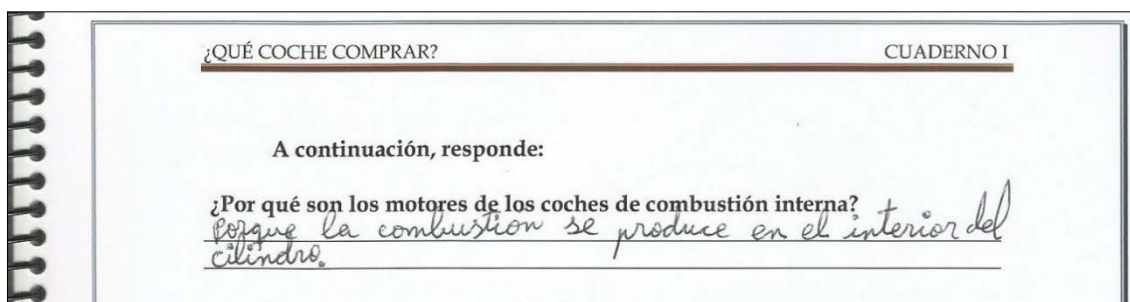 ¿QUÉ COCHE COMPRAR? CUADERNO I
A continuación, responde:
¿Por qué son los motores de los coches de combustión interna?
Porque la combustion se produce en el interior del
cilindro.